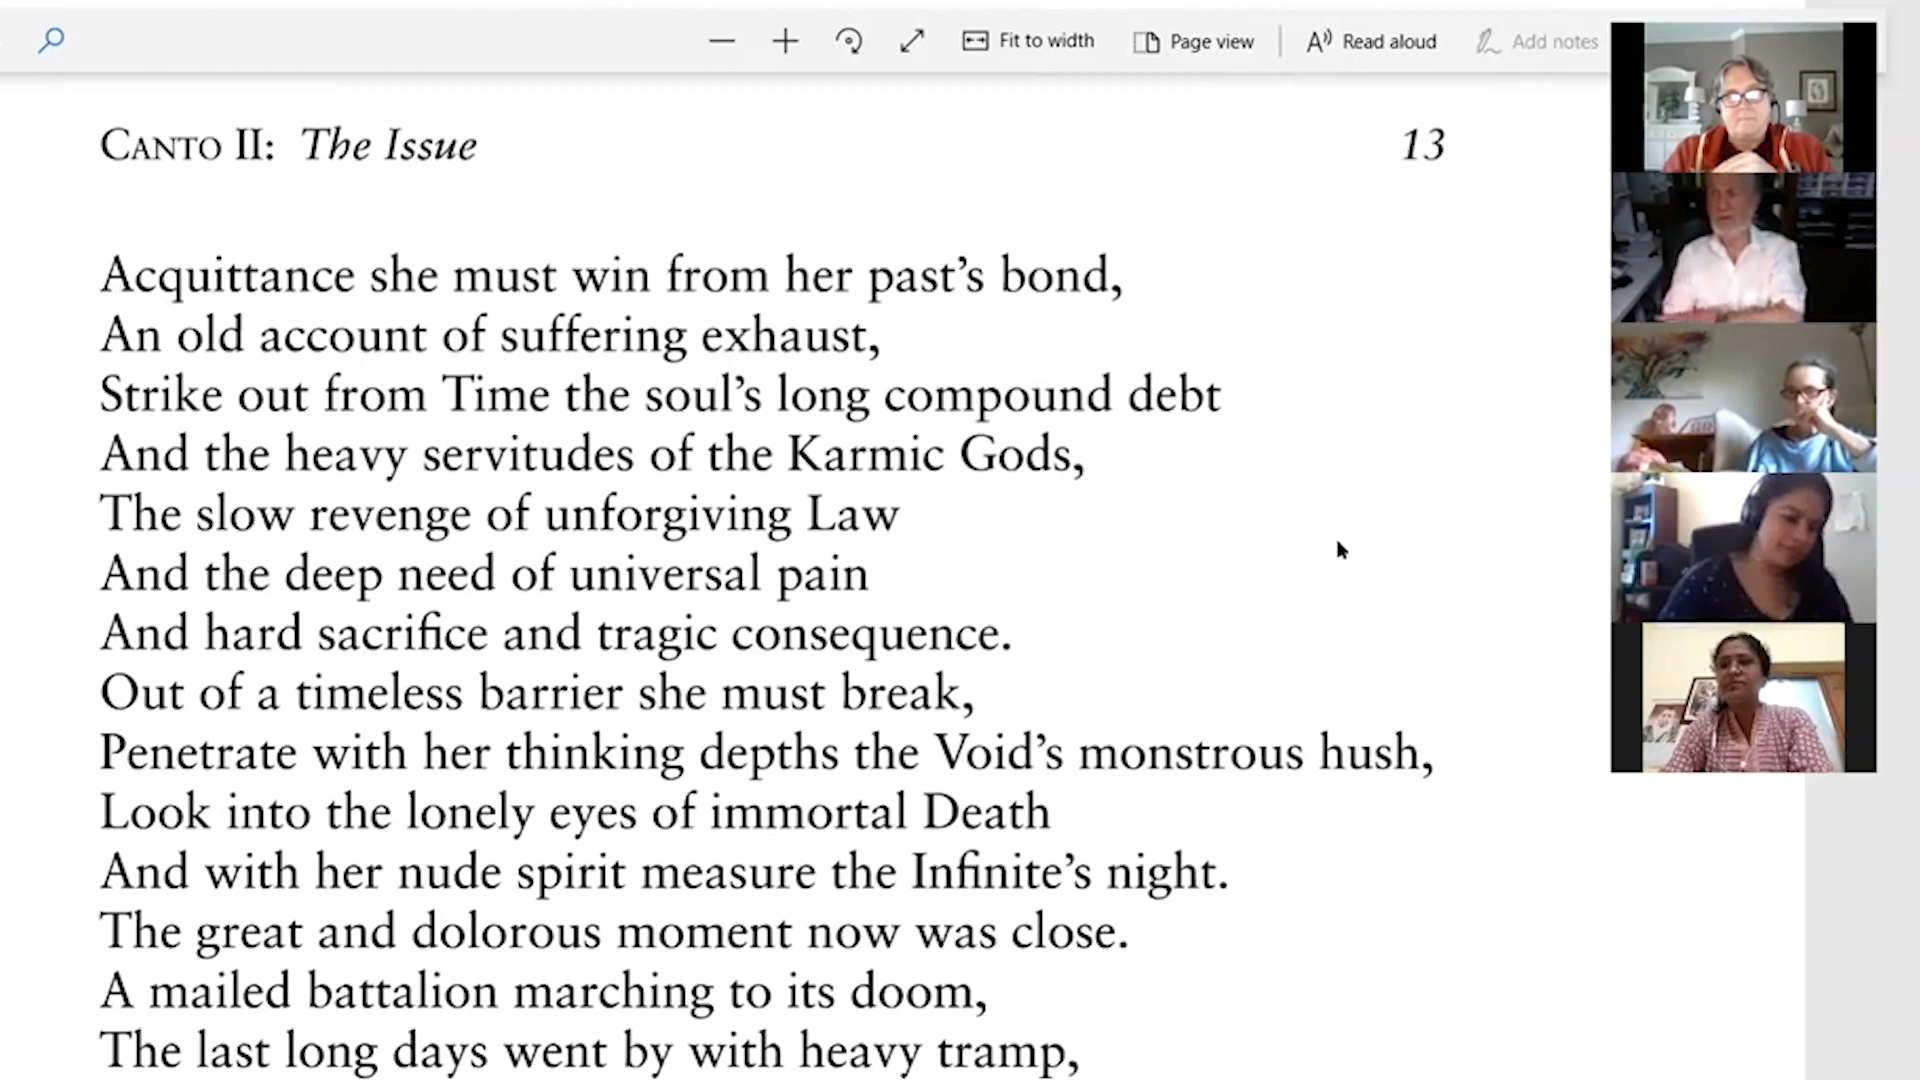 Fit to width
Page view
Read aloud
Add notes
CANTO II: The Issue 13
Acquittance she must win from her past’s bond,
An old account of suffering exhaust,
Strike out from Time the soul’s long compound debt
And the heavy servitudes of the Karmic Gods,
The slow revenge of unforgiving Law
And the deep need of universal pain
And hard sacrifice and tragic consequence.
Out of a timeless barrier she must break,
Penetrate with her thinking depths the Void’s monstrous hush,
Look into the lonely eyes of immortal Death
And with her nude spirit measure the Infinite’s night.
The great and dolorous moment now was close.
A mailed battalion marching to its doom,
The last long days went by with heavy tramp,